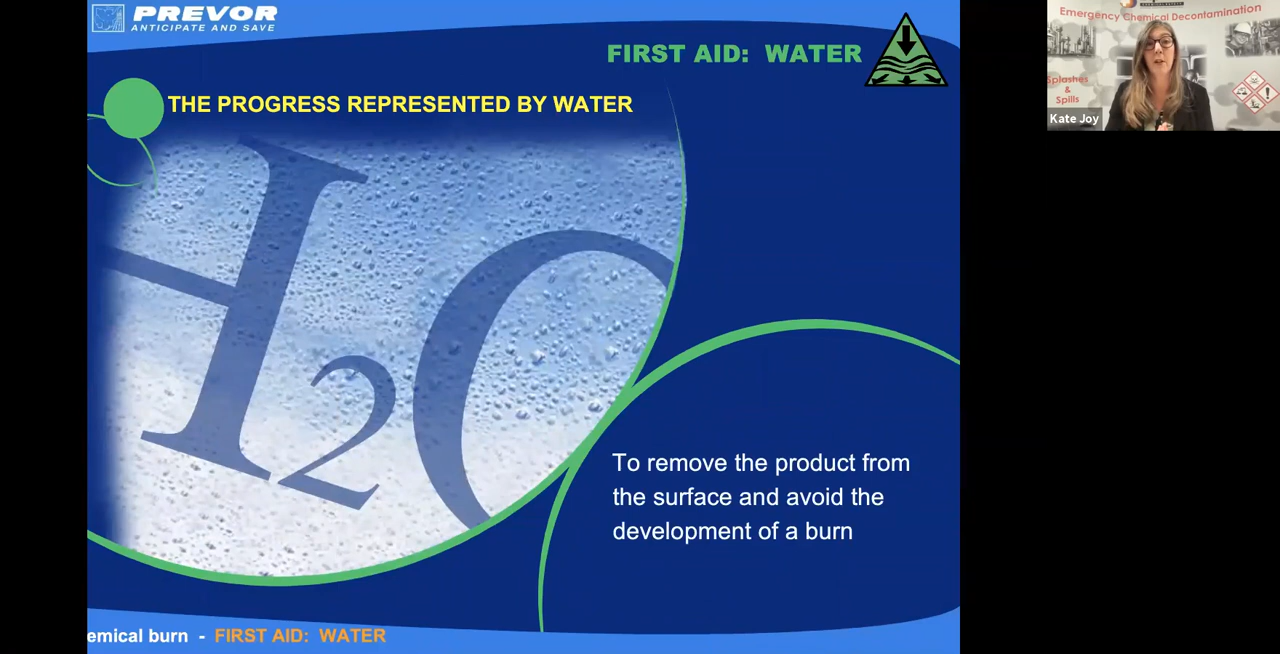 PREVOR
ANTICIPATE AND SAVE
FIRST AID: WATER
THE PROGRESS REPRESENTED BY WATER
H2O
To remove the product from
the surface and avoid the
development of a burn
emical burn - FIRST AID: WATER
Emergency Chemical Decontamination
Splashes
&
Spills
Kate Joy